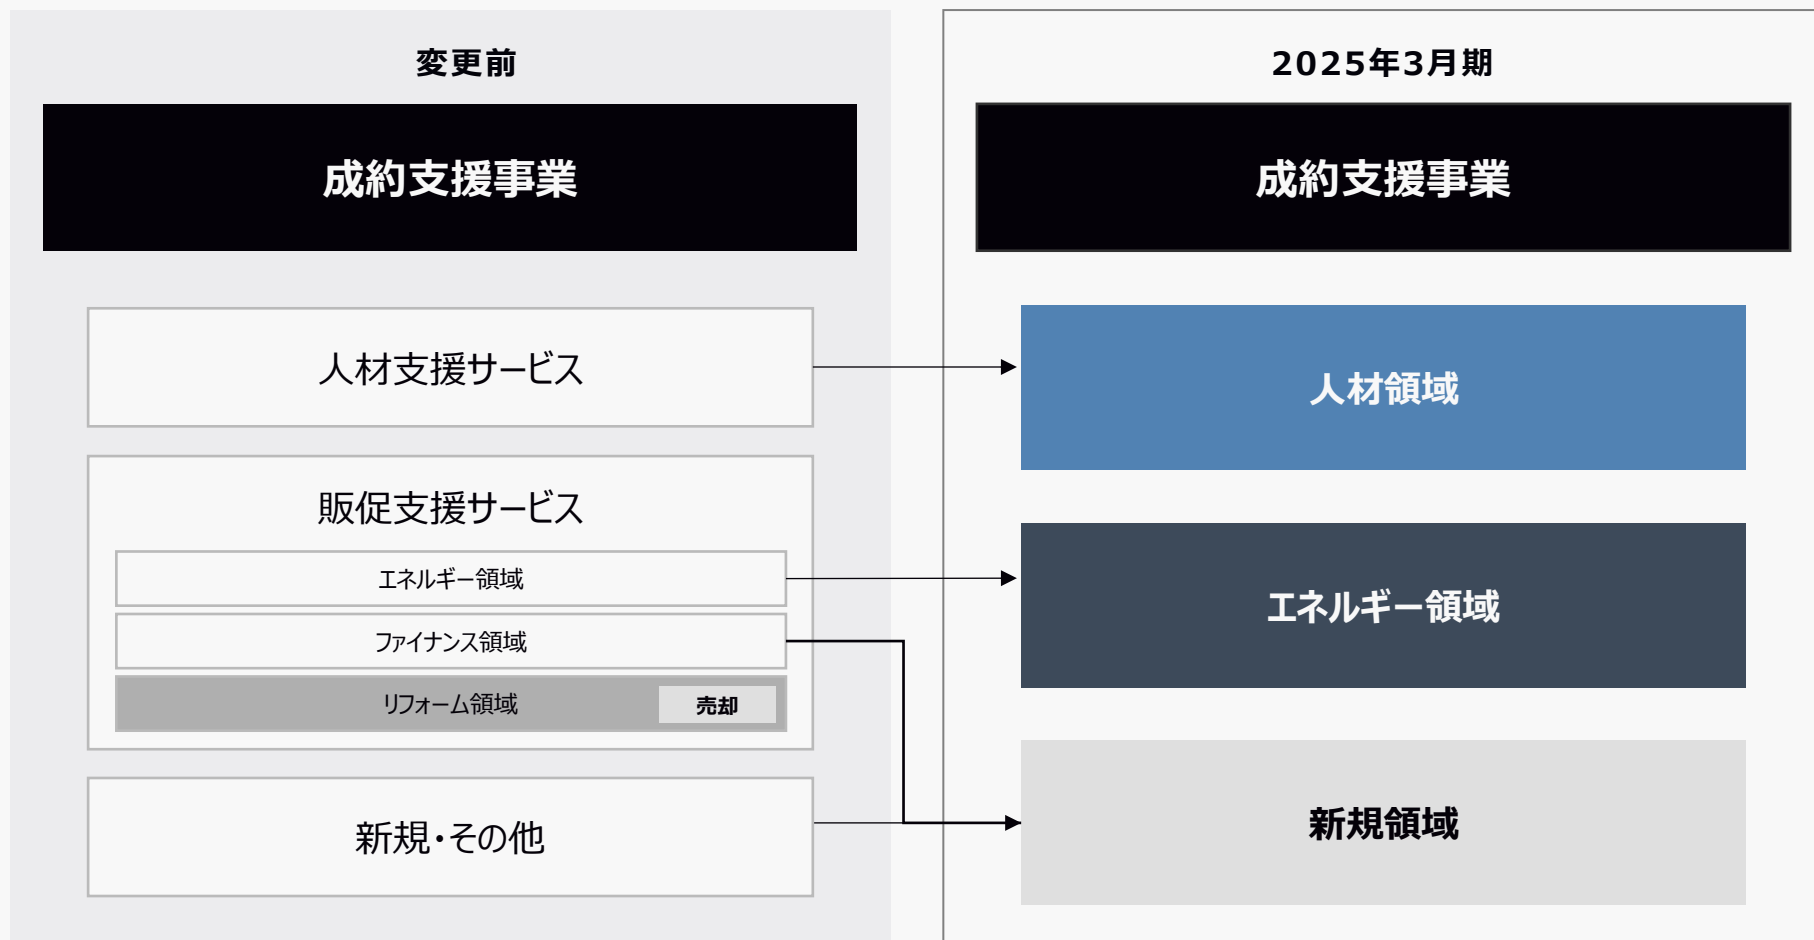 変更前
成約支援事業
人材支援サービス
販促支援サービス
エネルギー領域
ファイナンス領域
リフォーム領域
売却
新規・その他
2025年3月期
成約支援事業
人材領域
エネルギー領域
新規領域